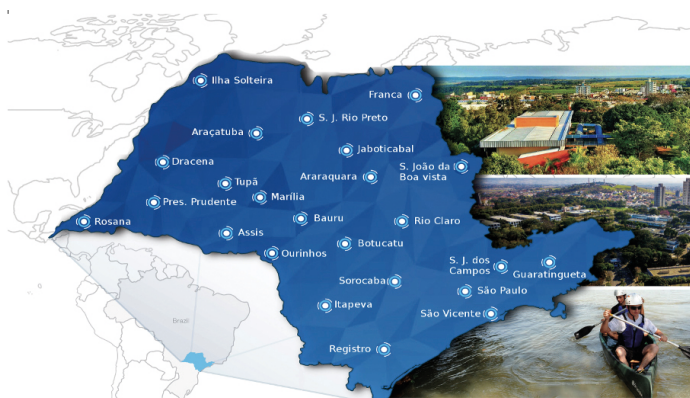 Ilha Solteira
Franca
S. J. Rio Preto
Araçatuba
Jaboticabal
Dracena
S. João da
Boa vista
Araraquara
Tupã
Marília
Pres. Prudente
Rosana
Bauru
Rio Claro
Assis
Botucatu
Ourinhos
S. J. dos
Campos
Guaratingueta
Sorocaba
São Paulo
Itapeva
São Vicente
Brasil
Registro